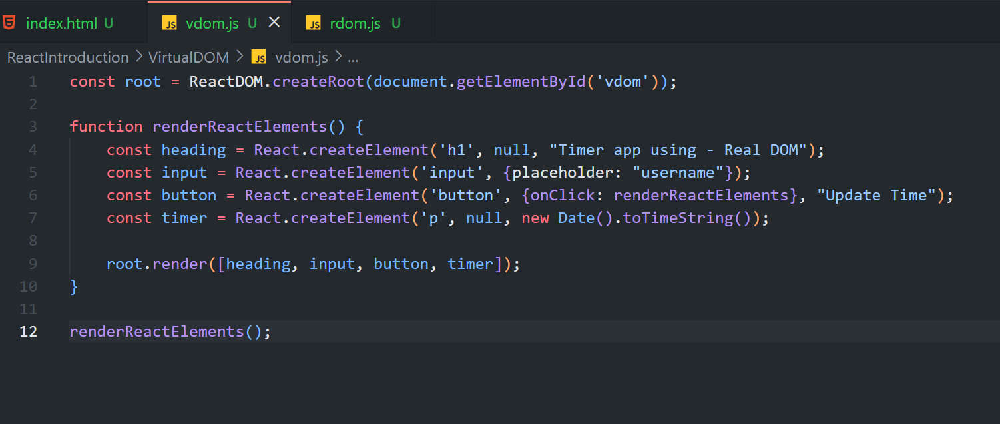 index.html U vdom.js U × JS rdom.js U
ReactIntroduction > VirtualDOM > JS vdom.js > ...
1 const root = ReactDOM.createRoot(document.getElementById('vdom'));
2
3 function renderReactElements() {
4     const heading = React.createElement('h1', null, "Timer app using - Real DOM");
5     const input = React.createElement('input', {placeholder: "username"});
6     const button = React.createElement('button', {onClick: renderReactElements}, "Update Time");
7     const timer = React.createElement('p', null, new Date().toTimeString());
8
9     root.render([heading, input, button, timer]);
10 }
11
12 renderReactElements();